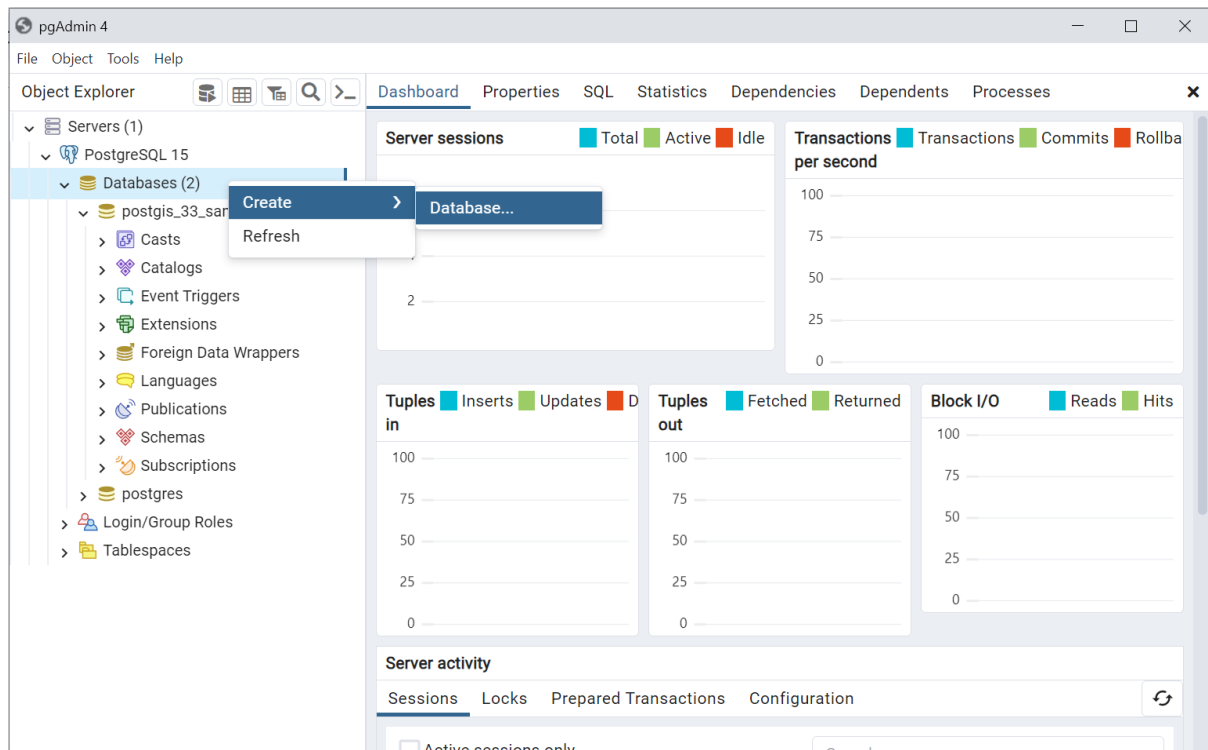 pgAdmin 4
File Object Tools Help
Object Explorer
Dashboard Properties SQL Statistics Dependencies Dependents Processes
Servers (1)
PostgreSQL 15
Databases (2)
postgis_33_sa
Casts
Catalogs
Event Triggers
Extensions
Foreign Data Wrappers
Languages
Publications
Schemas
Subscriptions
postgres
Login/Group Roles
Tablespaces
Create
Refresh
Database...
Server sessions Total Active Idle
2
Transactions per second Transactions Commits Rollba
100
75
50
25
0
Tuples in Inserts Updates D
100
75
50
25
0
Tuples out Fetched Returned
100
75
50
25
0
Block I/O Reads Hits
100
75
50
25
0
Server activity
Sessions Locks Prepared Transactions Configuration
Active sessions only